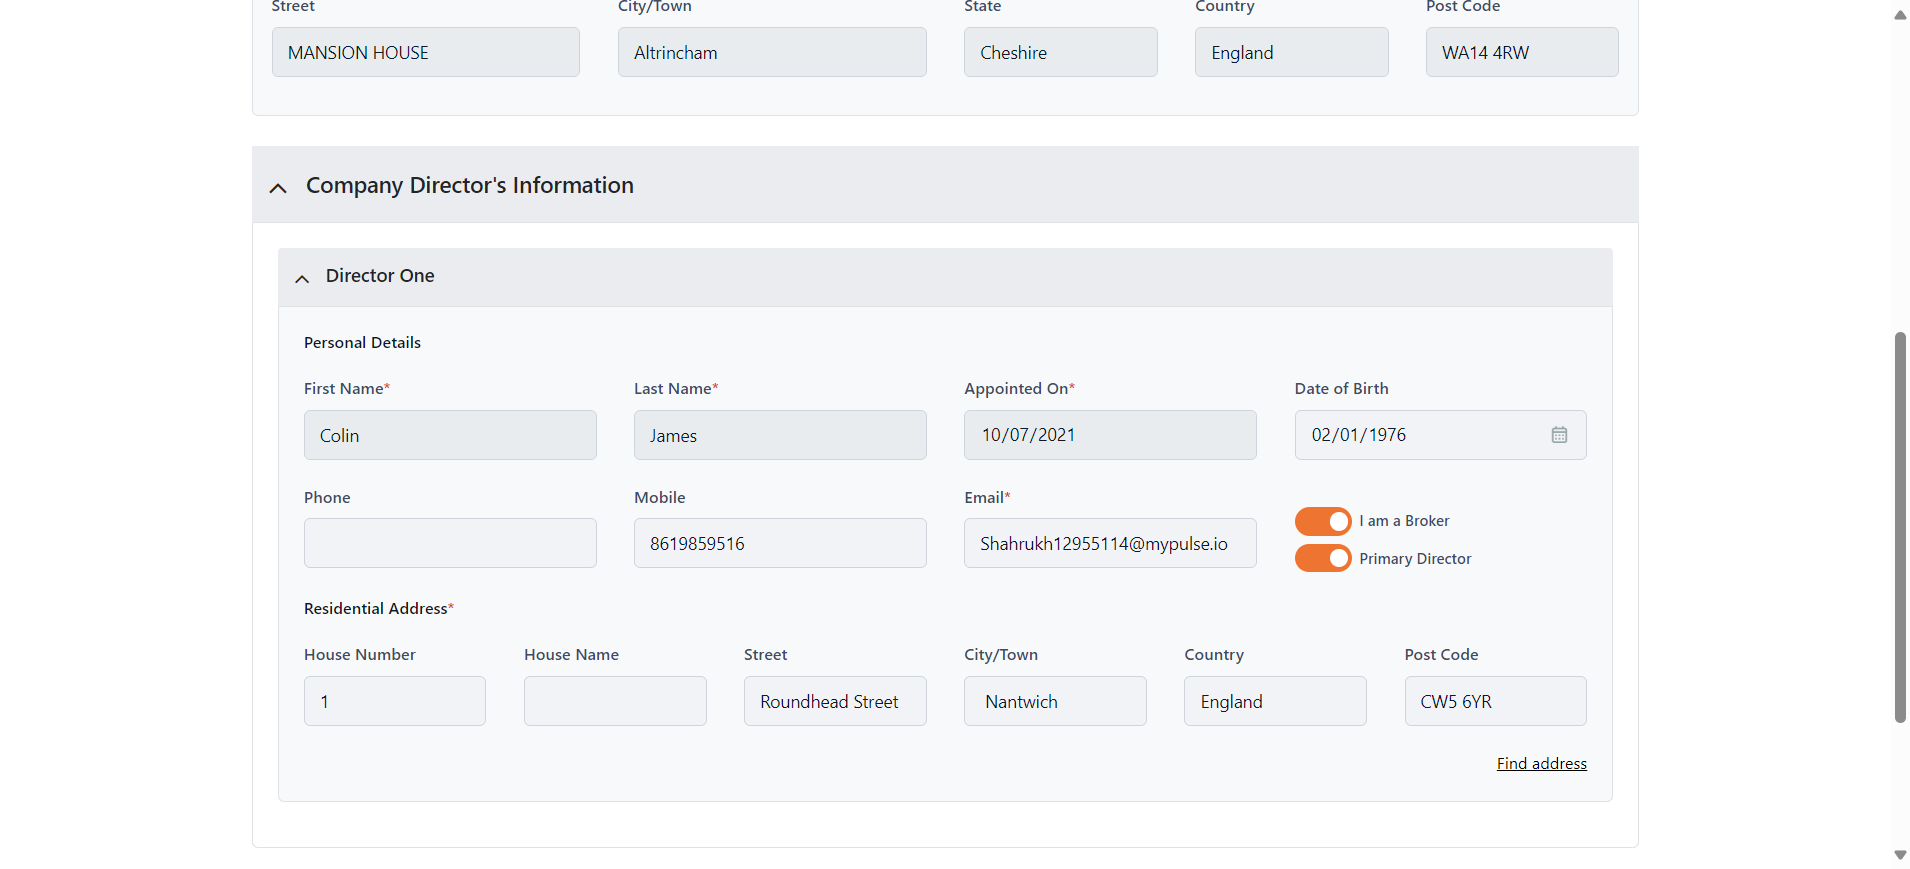 Street City/Town State Country Post Code
MANSION HOUSE Altrincham Cheshire England WA14 4RW
Company Director's Information
Director One
Personal Details
First Name* Last Name* Appointed On* Date of Birth
Colin James 10/07/2021 02/01/1976
Phone Mobile Email*
I am a Broker
8619859516 Shahrukh12955114@mypulse.io
Primary Director
Residential Address*
House Number House Name Street City/Town Country Post Code
1 Roundhead Street Nantwich England CW5 6YR
Find address